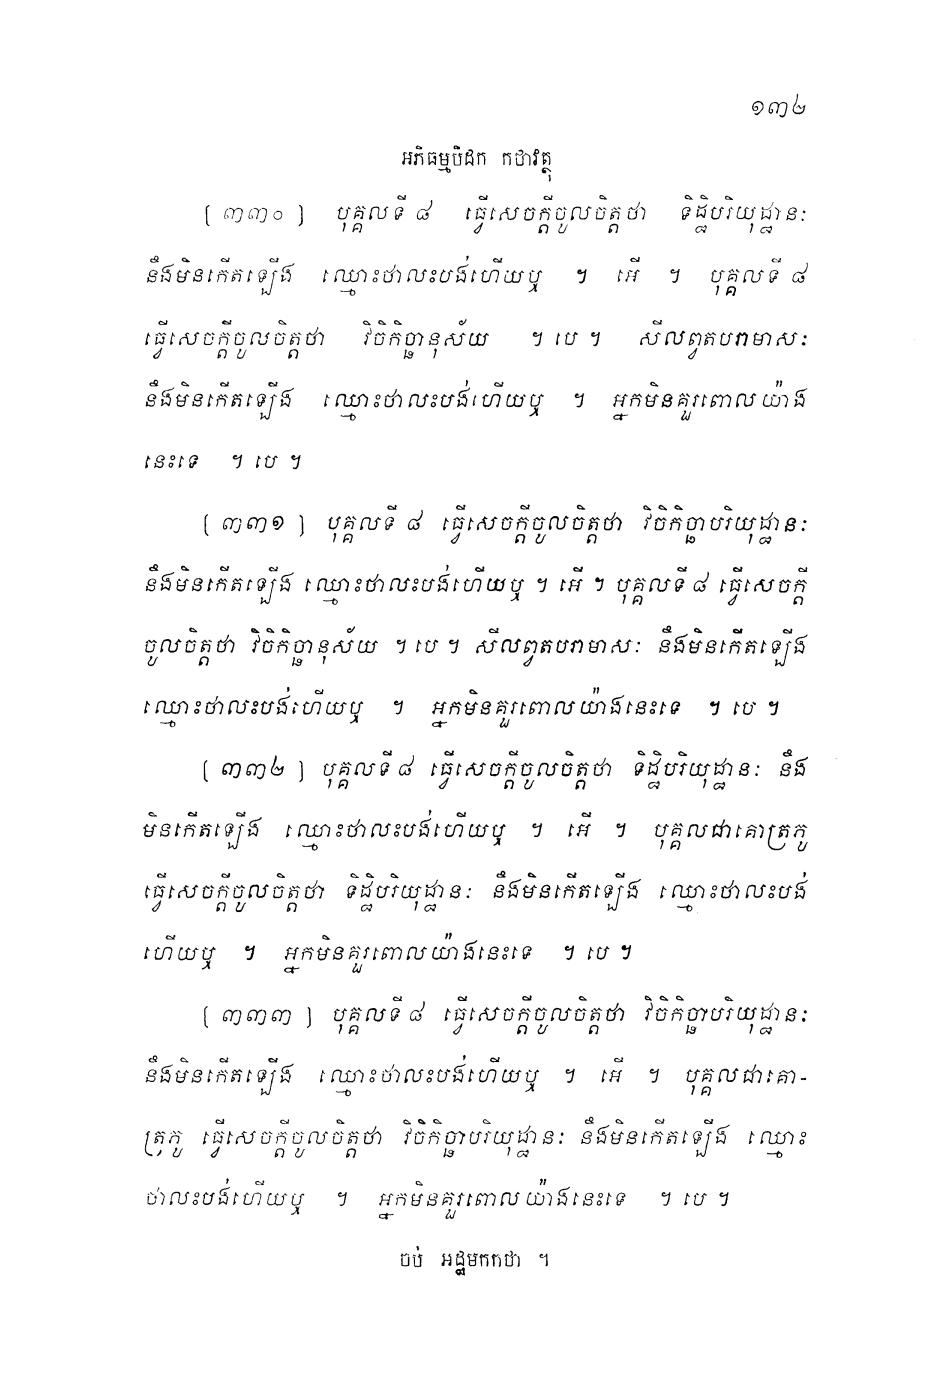 ១៣២
អភិធម្មបិដក កថាវត្ថុ
[ ៣៣០ ] បុគ្គលទី ៨ ធ្វើសេចក្តីចូលចិត្តថា ទិដ្ឋិបរិយុដ្ឋានៈ
នឹងមិនកើតឡើង ឈ្មោះថាលះបង់ហើយឬ ។ អើ ។ បុគ្គលទី ៨
ធ្វើសេចក្តីចូលចិត្តថា វិចិកិច្ឆានុស័យ ។ បេ ។ សីលព្វតបរាមាសៈ
នឹងមិនកើតឡើង ឈ្មោះថាលះបង់ហើយឬ ។ អ្នកមិនគួរពោលយ៉ាង
នេះទេ ។ បេ ។
[ ៣៣១ ] បុគ្គលទី ៨ ធ្វើសេចក្តីចូលចិត្តថា វិចិកិច្ឆាបរិយុដ្ឋានៈ
នឹងមិនកើតឡើង ឈ្មោះថាលះបង់ហើយឬ ។ អើ ។ បុគ្គលទី ៨ ធ្វើសេចក្តី
ចូលចិត្តថា វិចិកិច្ឆានុស័យ ។ បេ ។ សីលព្វតបរាមាសៈ នឹងមិនកើតឡើង
ឈ្មោះថាលះបង់ហើយឬ ។ អ្នកមិនគួរពោលយ៉ាងនេះទេ ។ បេ ។
[ ៣៣២ ] បុគ្គលទី ៨ ធ្វើសេចក្តីចូលចិត្តថា ទិដ្ឋិបរិយុដ្ឋានៈ នឹង
មិនកើតឡើង ឈ្មោះថាលះបង់ហើយឬ ។ អើ ។ បុគ្គលជាគោត្រភូ
ធ្វើសេចក្តីចូលចិត្តថា ទិដ្ឋិបរិយុដ្ឋានៈ នឹងមិនកើតឡើង ឈ្មោះថាលះបង់
ហើយឬ ។ អ្នកមិនគួរពោលយ៉ាងនេះទេ ។ បេ ។
[ ៣៣៣ ] បុគ្គលទី ៨ ធ្វើសេចក្តីចូលចិត្តថា វិចិកិច្ឆាបរិយុដ្ឋានៈ
នឹងមិនកើតឡើង ឈ្មោះថាលះបង់ហើយឬ ។ អើ ។ បុគ្គលជាគោ-
ត្រភូ ធ្វើសេចក្តីចូលចិត្តថា វិចិកិច្ឆាបរិយុដ្ឋានៈ នឹងមិនកើតឡើង ឈ្មោះ
ថាលះបង់ហើយឬ ។ អ្នកមិនគួរពោលយ៉ាងនេះទេ ។ បេ ។
ចប់ អដ្ឋមកកថា ។